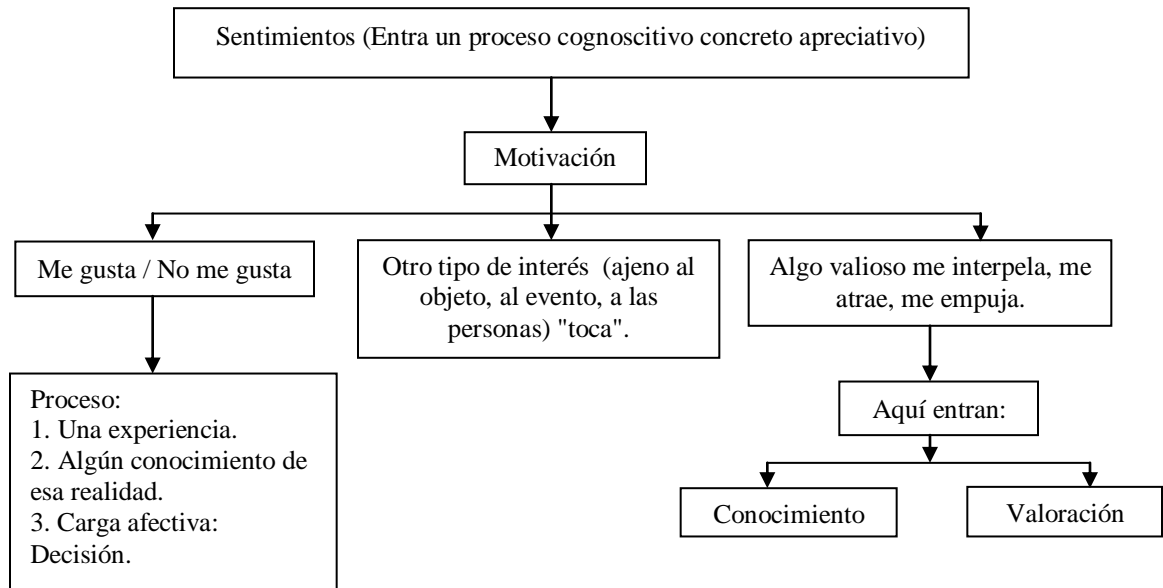 Sentimientos (Entra un proceso cognoscitivo concreto apreciativo)
Motivación
Me gusta / No me gusta
Otro tipo de interés (ajeno al
objeto, al evento, a las
personas) "toca".
Algo valioso me interpela, me
atrae, me empuja.
Proceso:
1. Una experiencia.
2. Algún conocimiento de
esa realidad.
3. Carga afectiva:
Decisión.
Aquí entran:
Conocimiento
Valoración